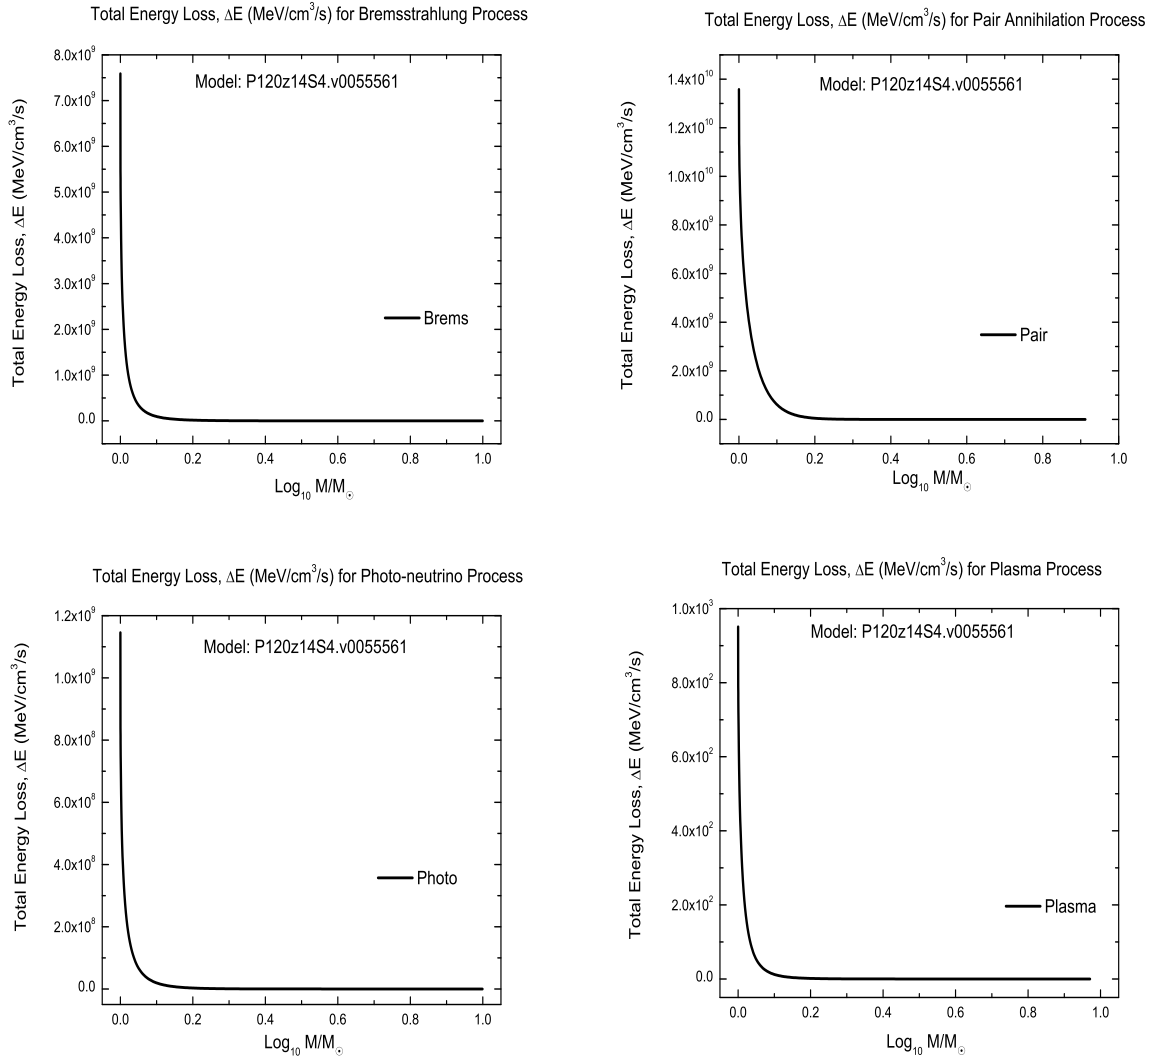 Total Energy Loss, ΔE (MeV/cm³/s) for Bremsstrahlung Process
Model: P120z14S4.v0055561
Total Energy Loss, ΔE (MeV/cm³/s)
8.0x10⁹
7.0x10⁹
6.0x10⁹
5.0x10⁹
4.0x10⁹
3.0x10⁹
2.0x10⁹
1.0x10⁹
0.0
Brems
0.0 0.2 0.4 0.6 0.8 1.0
Log₁₀ M/M☉
Total Energy Loss, ΔE (MeV/cm³/s) for Pair Annihilation Process
Model: P120z14S4.v0055561
Total Energy Loss, ΔE (MeV/cm³/s)
1.4x10¹⁰
1.2x10¹⁰
1.0x10¹⁰
8.0x10⁹
6.0x10⁹
4.0x10⁹
2.0x10⁹
0.0
Pair
0.0 0.2 0.4 0.6 0.8 1.0
Log₁₀ M/M☉
Total Energy Loss, ΔE (MeV/cm³/s) for Photo-neutrino Process
Model: P120z14S4.v0055561
Total Energy Loss, ΔE (MeV/cm³/s)
1.2x10⁹
1.0x10⁹
8.0x10⁸
6.0x10⁸
4.0x10⁸
2.0x10⁸
0.0
Photo
0.0 0.2 0.4 0.6 0.8 1.0
Log₁₀ M/M☉
Total Energy Loss, ΔE (MeV/cm³/s) for Plasma Process
Model: P120z14S4.v0055561
Total Energy Loss, ΔE (MeV/cm³/s)
1.0x10³
8.0x10²
6.0x10²
4.0x10²
2.0x10²
0.0
Plasma
0.0 0.2 0.4 0.6 0.8 1.0
Log₁₀ M/M☉